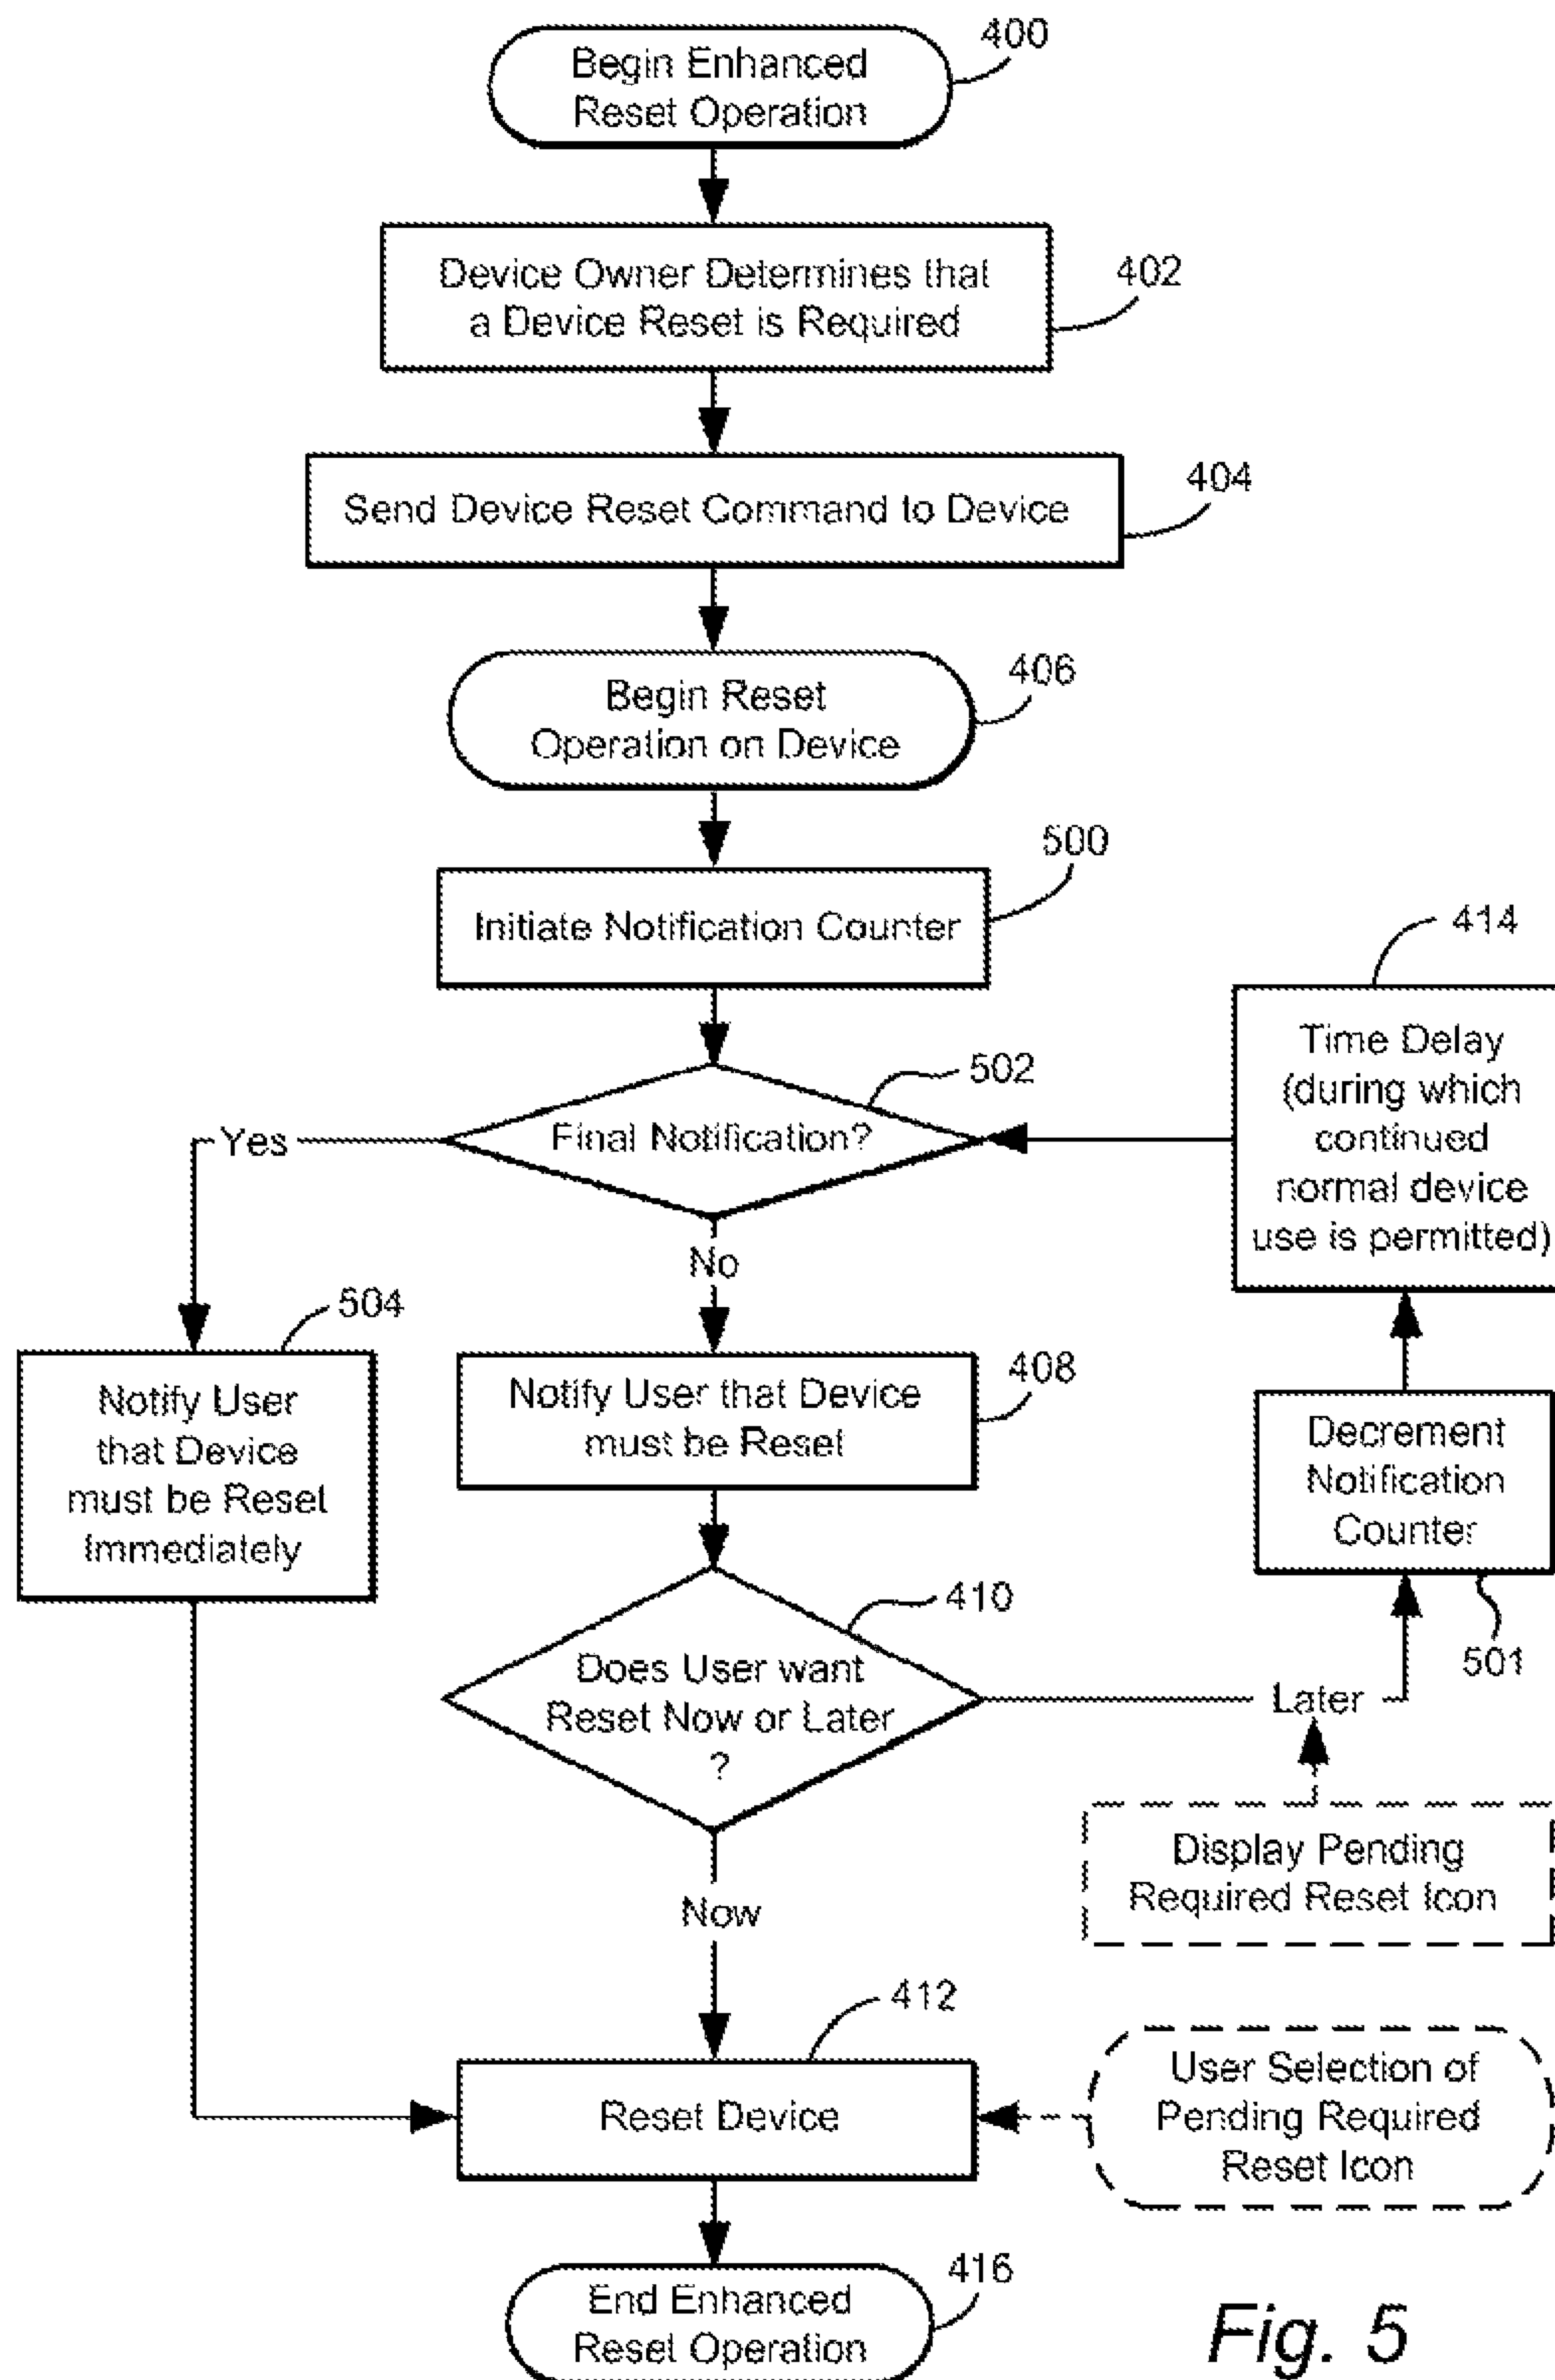 400
Begin Enhanced
Reset Operation
402
Device Owner Determines that
a Device Reset is Required
404
Send Device Reset Command to Device
406
Begin Reset
Operation on Device
500
Initiate Notification Counter
414
Time Delay
(during which
continued
normal device
use is permitted)
502
Final Notification?
Yes
No
504
Notify User
that Device
must be Reset
Immediately
408
Notify User that Device
must be Reset
Decrement
Notification
Counter
501
410
Does User want
Reset Now or Later
?
Later
Display Pending
Required Reset Icon
Now
412
Reset Device
User Selection of
Pending Required
Reset Icon
416
End Enhanced
Reset Operation
Fig. 5